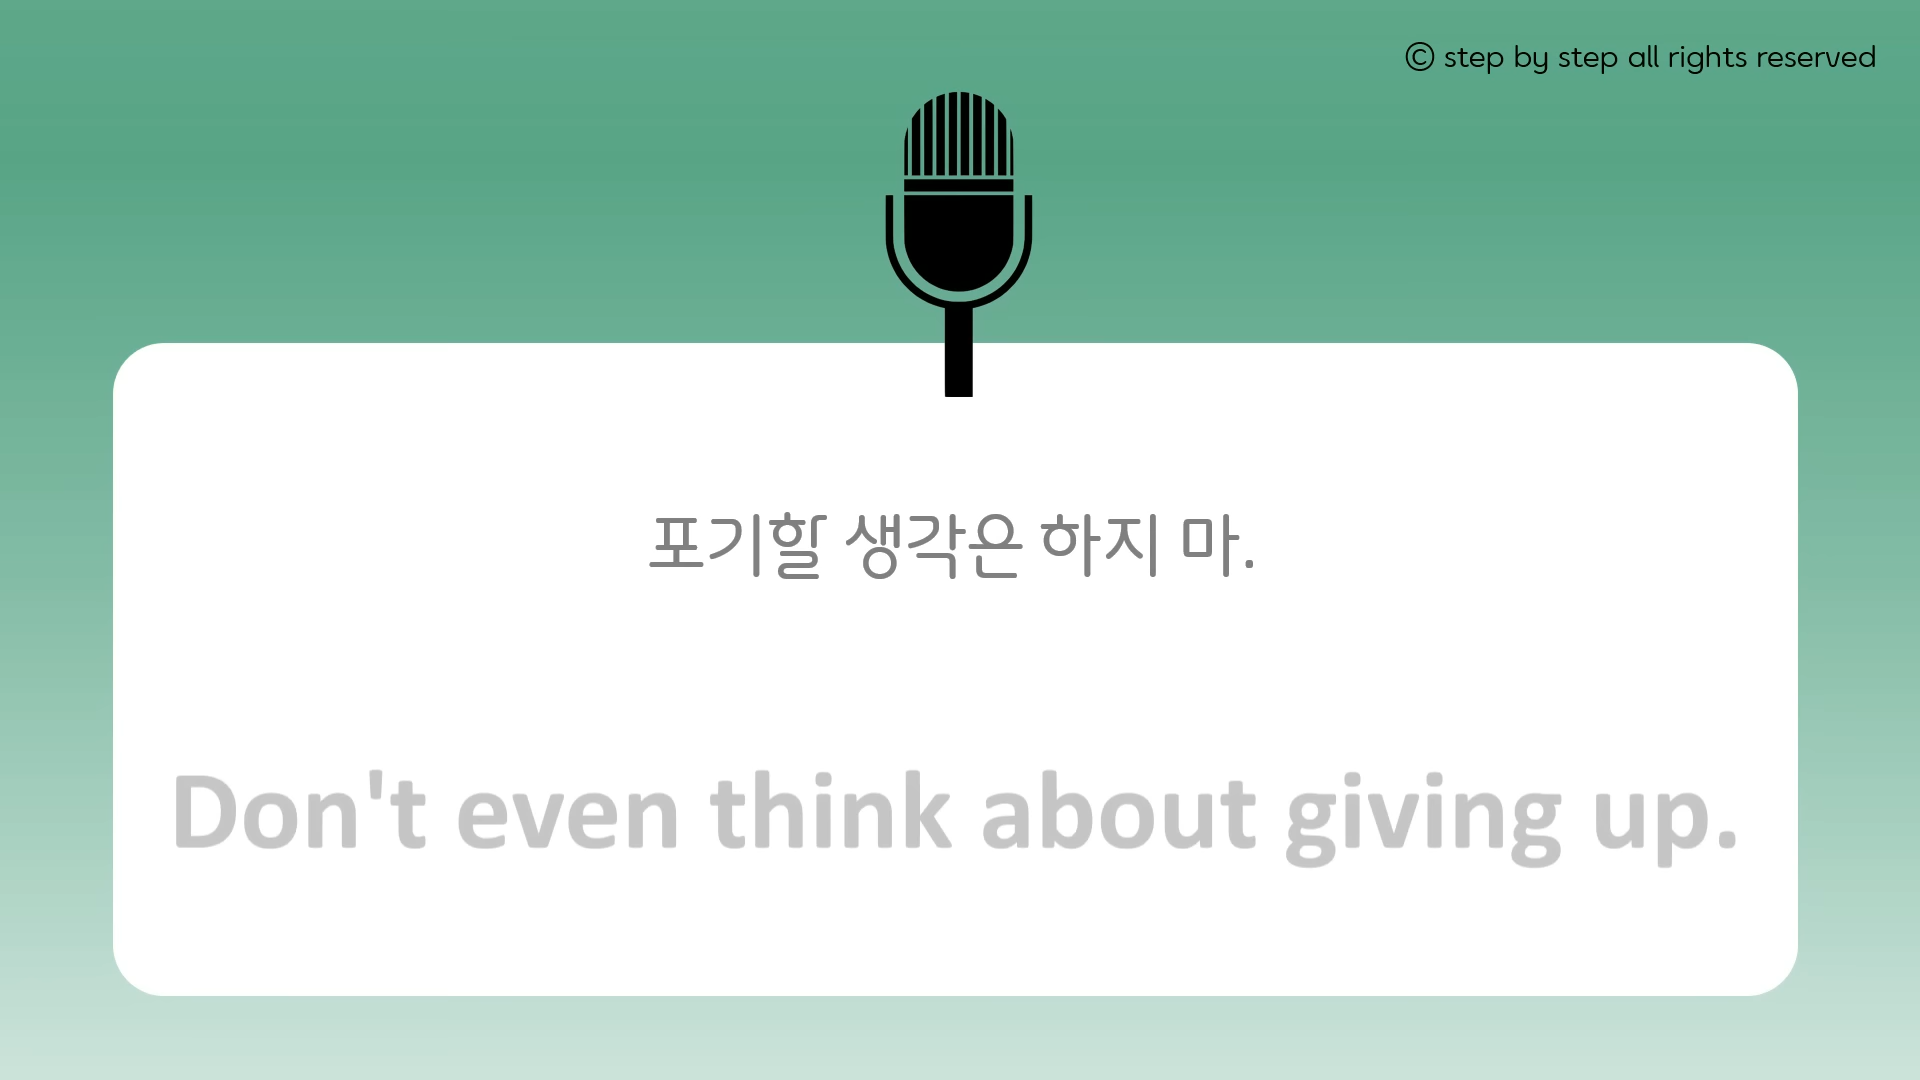 © step by step all rights reserved
포기할 생각은 하지 마.
Don't even think about giving up.